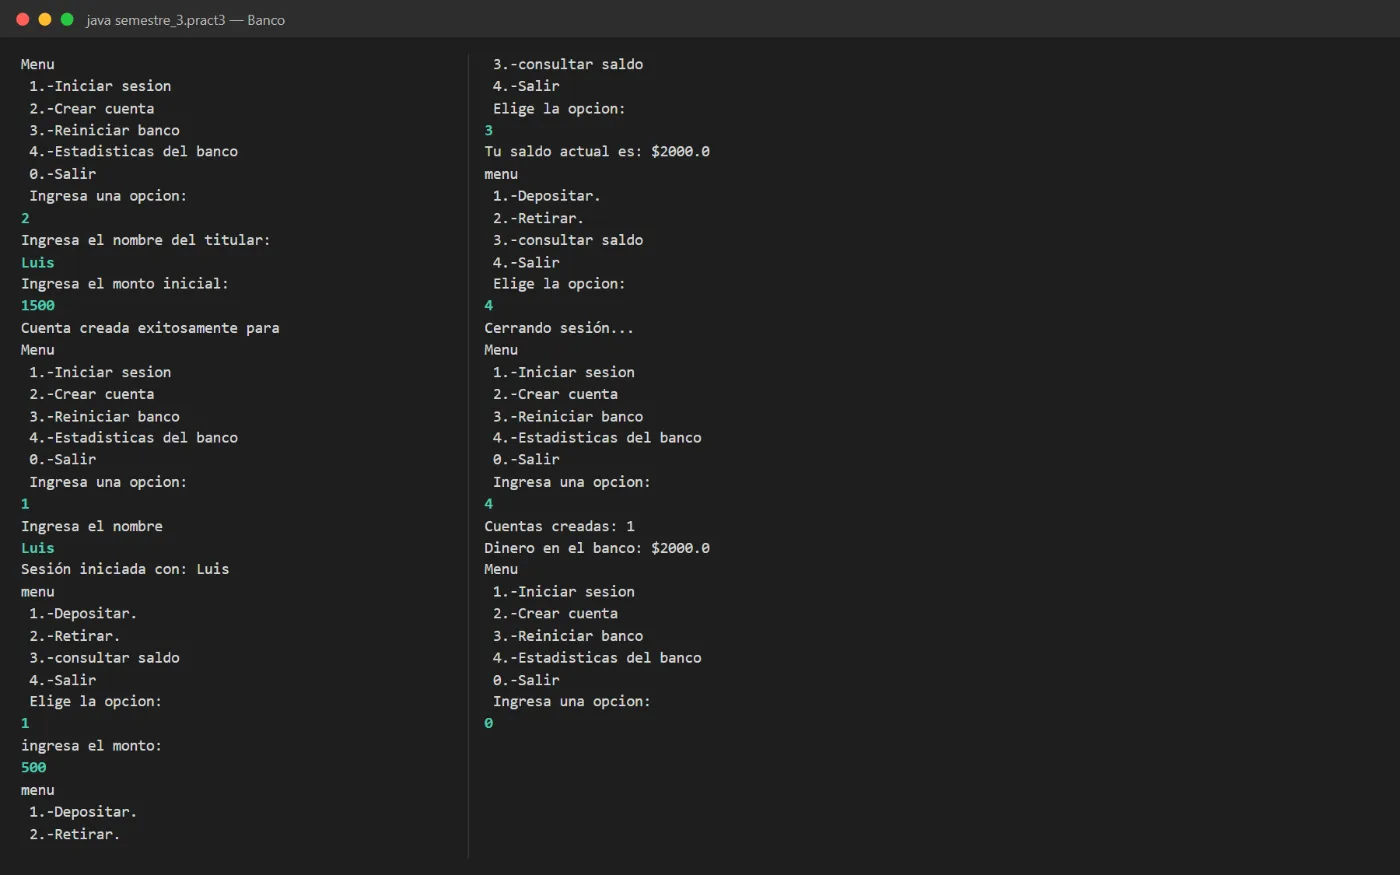 java semestre_3.pract3 — Banco
Menu
1.-Iniciar sesion
2.-Crear cuenta
3.-Reiniciar banco
4.-Estadisticas del banco
0.-Salir
Ingresa una opcion:
2
Ingresa el nombre del titular:
Luis
Ingresa el monto inicial:
1500
Cuenta creada exitosamente para
Menu
1.-Iniciar sesion
2.-Crear cuenta
3.-Reiniciar banco
4.-Estadisticas del banco
0.-Salir
Ingresa una opcion:
1
Ingresa el nombre
Luis
Sesión iniciada con: Luis
menu
1.-Depositar.
2.-Retirar.
3.-consultar saldo
4.-Salir
Elige la opcion:
1
ingresa el monto:
500
menu
1.-Depositar.
2.-Retirar.
3.-consultar saldo
4.-Salir
Elige la opcion:
3
Tu saldo actual es: $2000.0
menu
1.-Depositar.
2.-Retirar.
3.-consultar saldo
4.-Salir
Elige la opcion:
4
Cerrando sesión...
Menu
1.-Iniciar sesion
2.-Crear cuenta
3.-Reiniciar banco
4.-Estadisticas del banco
0.-Salir
Ingresa una opcion:
4
Cuentas creadas: 1
Dinero en el banco: $2000.0
Menu
1.-Iniciar sesion
2.-Crear cuenta
3.-Reiniciar banco
4.-Estadisticas del banco
0.-Salir
Ingresa una opcion:
0